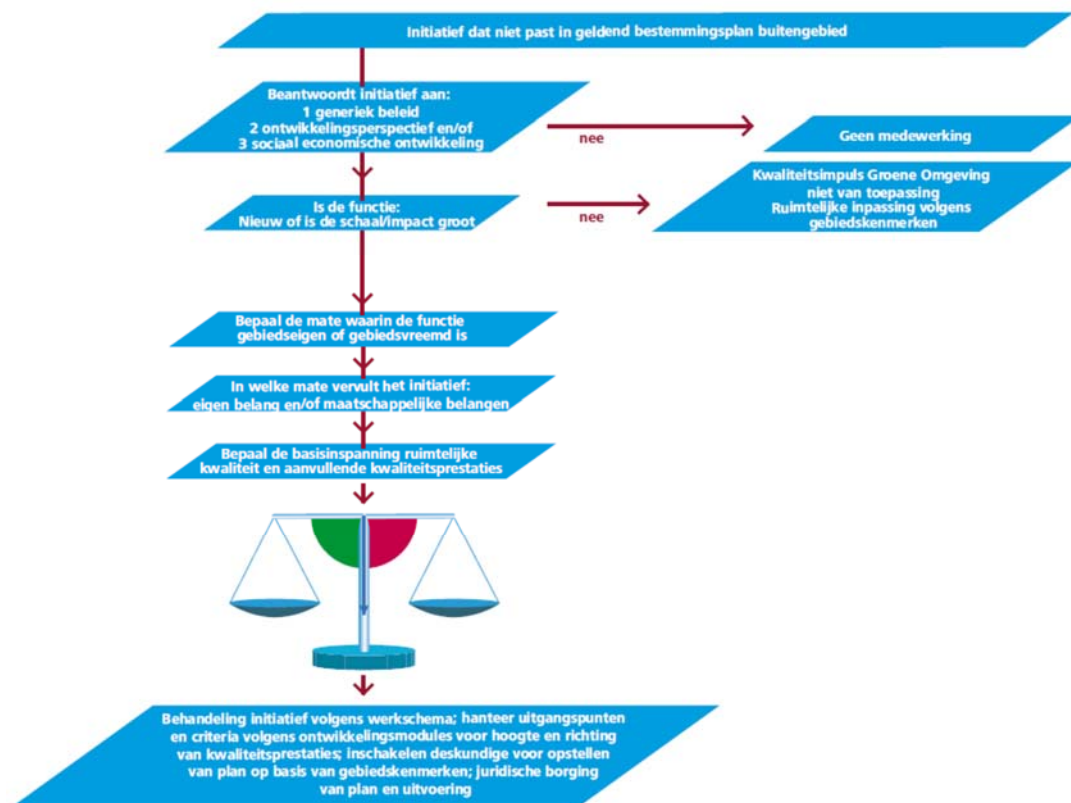 Initiatief dat niet past in geldend bestemmingsplan buitengebied
Beantwoordt initiatief aan:
1 generiek beleid
2 ontwikkelingsperspectief en/of
3 sociaal economische ontwikkeling
nee
Geen medewerking
Is de functie:
Nieuw of is de schaal/impact groot
nee
Kwaliteitsimpuls Groene Omgeving
niet van toepassing
Ruimtelijke inpassing volgens
gebiedskenmerken
Bepaal de mate waarin de functie
gebiedseigen of gebiedsvreemd is
In welke mate vervult het initiatief:
eigen belang en/of maatschappelijke belangen
Bepaal de basisinspanning ruimtelijke
kwaliteit en aanvullende kwaliteitsprestaties
Behandeling initiatief volgens werkschema; hanteer uitgangspunten
en criteria volgens ontwikkelingsmodules voor hoogte en richting
van kwaliteitsprestaties; inschakelen deskundige voor opstellen
van plan op basis van gebiedskenmerken; juridische borging
van plan en uitvoering